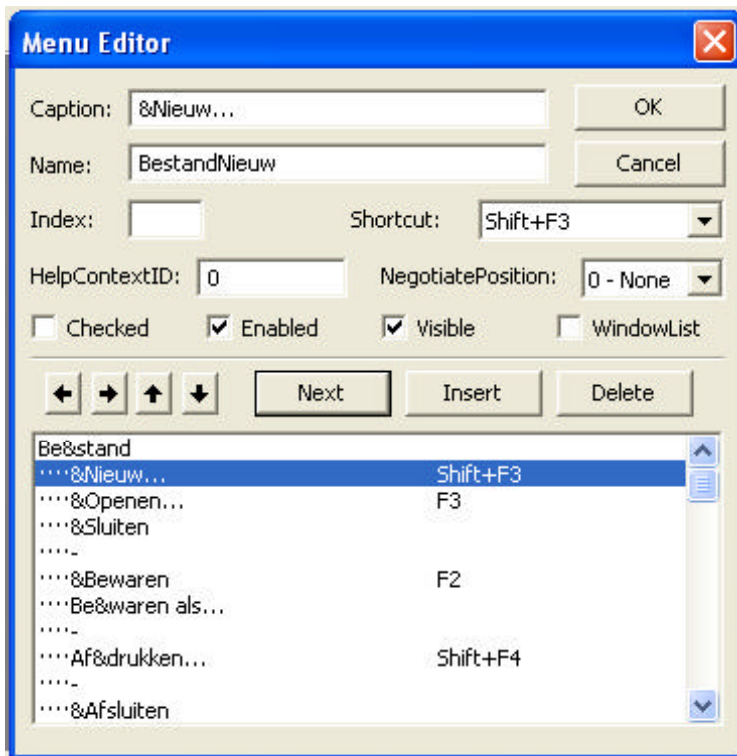 Menu Editor
Caption: &Nieuw... OK
Name: BestandNieuw Cancel
Index: Shortcut: Shift+F3
HelpContextID: 0 NegotiatePosition: 0 - None
Checked Enabled Visible WindowList
Next Insert Delete
Be&stand
····&Nieuw... Shift+F3
····&Openen... F3
····&Sluiten
····-
····&Bewaren F2
····Be&waren als...
····-
····Af&drukken... Shift+F4
····-
····&Afsluiten